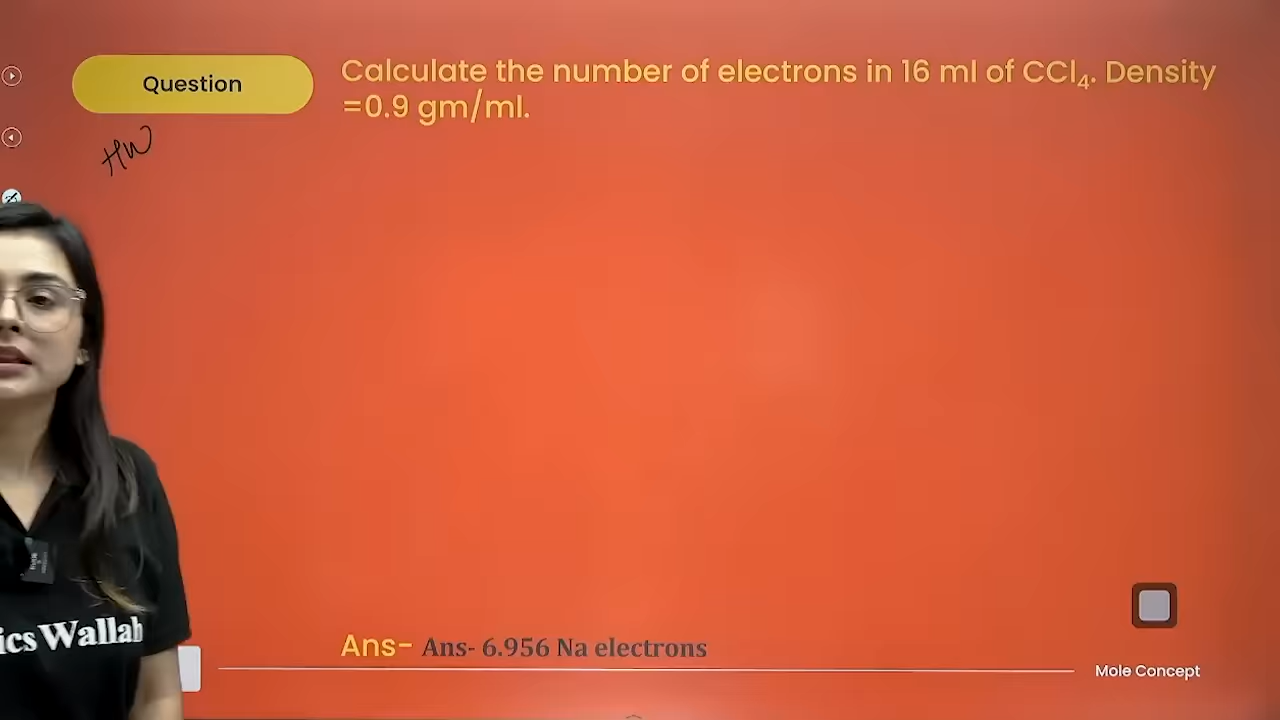 Question
Calculate the number of electrons in 16 ml of CCl₄. Density
=0.9 gm/ml.
HW
ics Wallah
Ans- Ans- 6.956 Na electrons
Mole Concept